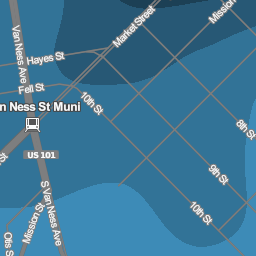 Van Ness Ave
Market Street
Mission
Hayes St
Fell St
10th St
8th St
n Ness St Muni
US 101
9th St
S Van Ness Ave
10th St
Mission St
Otis St
St